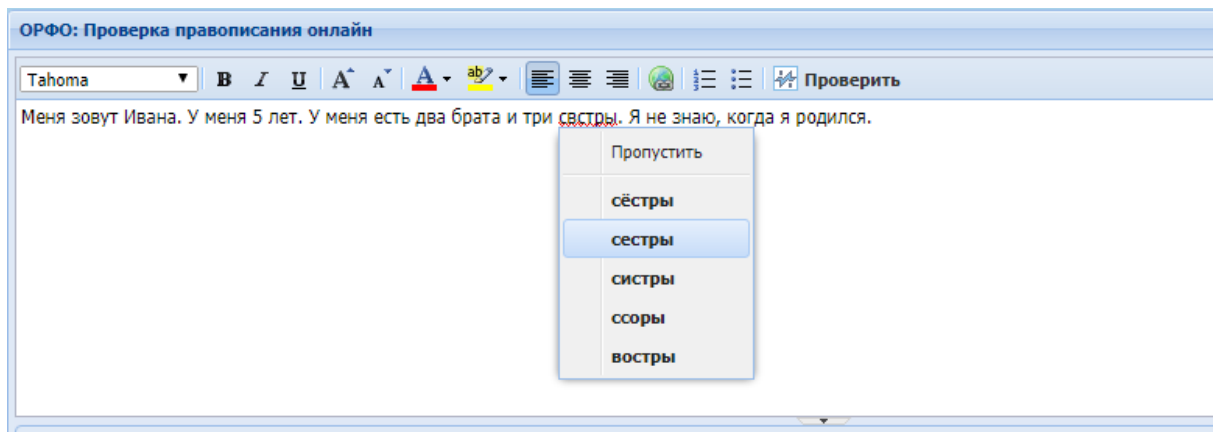 ОРФО: Проверка правописания онлайн
Tahoma B I U A A A ab Проверить
Меня зовут Ивана. У меня 5 лет. У меня есть два брата и три свстры. Я не знаю, когда я родился.
Пропустить
сёстры
сестры
систры
ссоры
востры